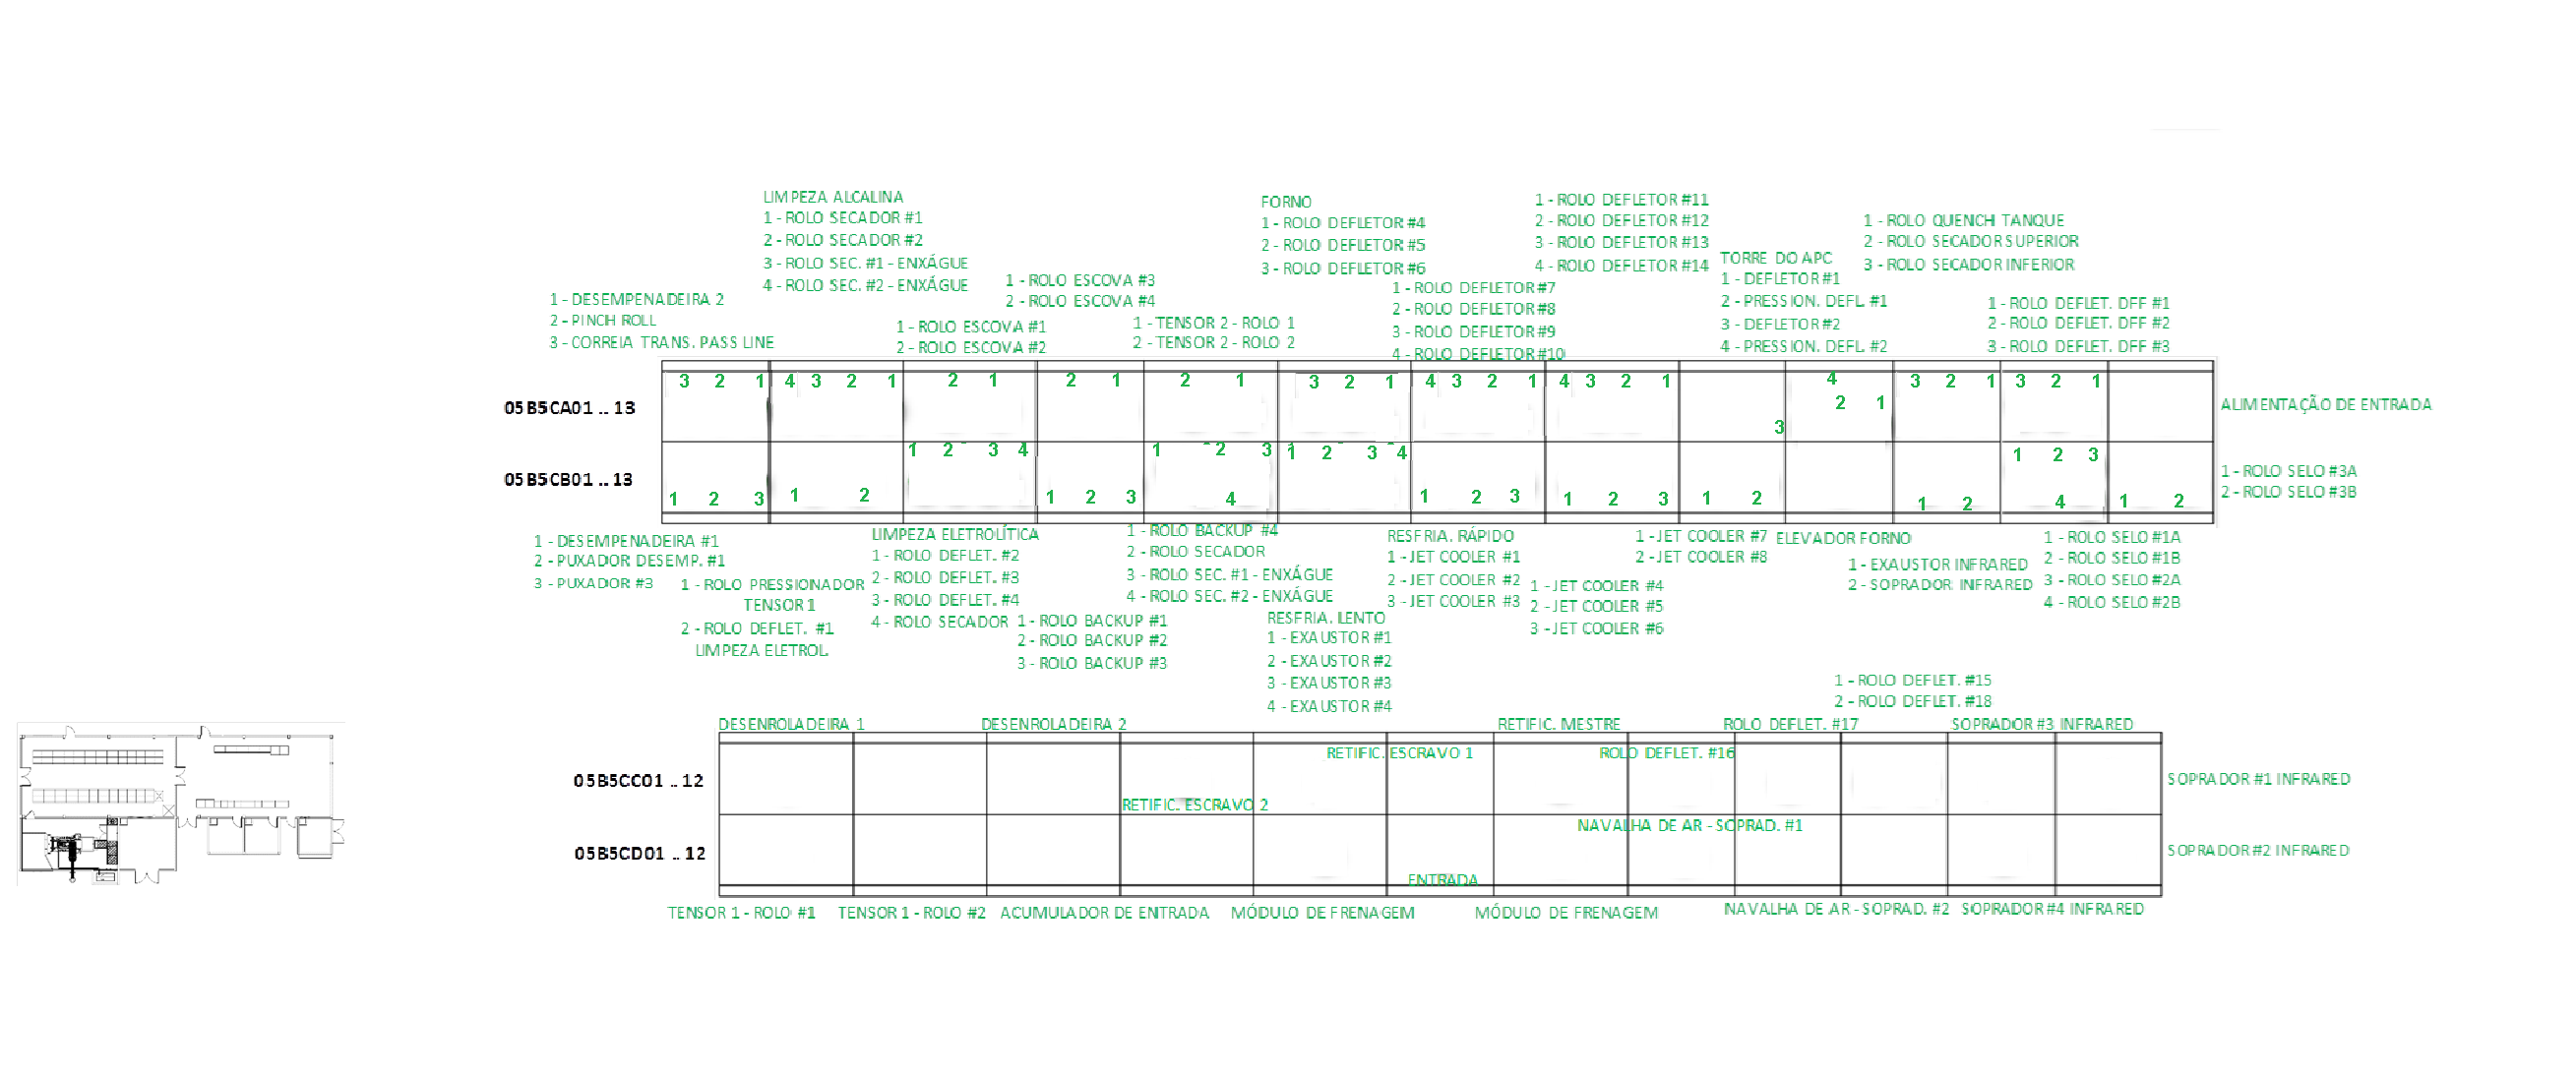 LIMPEZA ALCALINA
1 - ROLO SECADOR #1
2 - ROLO SECADOR #2
3 - ROLO SEC. #1 - ENXÁGUE
4 - ROLO SEC. #2 - ENXÁGUE
FORNO
1 - ROLO DEFLETOR #4
2 - ROLO DEFLETOR #5
3 - ROLO DEFLETOR #6
1 - ROLO DEFLETOR #11
2 - ROLO DEFLETOR #12
3 - ROLO DEFLETOR #13
4 - ROLO DEFLETOR #14
1 - ROLO QUENCH TANQUE
2 - ROLO SECADOR SUPERIOR
3 - ROLO SECADOR INFERIOR
1 - DESEMPENADEIRA 2
2 - PINCH ROLL
3 - CORREIA TRANS. PASS LINE
1 - ROLO ESCOVA #1
2 - ROLO ESCOVA #2
1 - ROLO ESCOVA #3
2 - ROLO ESCOVA #4
1 - TENSOR 2 - ROLO 1
2 - TENSOR 2 - ROLO 2
1 - ROLO DEFLETOR #7
2 - ROLO DEFLETOR #8
3 - ROLO DEFLETOR #9
4 - ROLO DEFLETOR #10
TORRE DO APC
1 - DEFLETOR #1
2 - PRESSION. DEFL. #1
3 - DEFLETOR #2
4 - PRESSION. DEFL. #2
1 - ROLO DEFLET. DFF #1
2 - ROLO DEFLET. DFF #2
3 - ROLO DEFLET. DFF #3
3 2 1 4 3 2 1 2 1 2 1 2 1 3 2 1 4 3 2 1 4 3 2 1 4 3 2 1 3 2 1
2 1
3
05B5CA01 .. 13
ALIMENTAÇÃO DE ENTRADA
1 2 3 4 1 2 3 1 2 3 4 1 2 3
05B5CB01 .. 13
1 2 3 1 2 1 2 3 4 1 2 3 1 2 3 1 2 1 2 4 1 2
1 - ROLO SELO #3A
2 - ROLO SELO #3B
1 - DESEMPENADEIRA #1
2 - PUXADOR DESEMP. #1
3 - PUXADOR #3
1 - ROLO PRESSIONADOR
TENSOR 1
2 - ROLO DEFLET. #1
LIMPEZA ELETROL.
LIMPEZA ELETROLÍTICA
1 - ROLO DEFLET. #2
2 - ROLO DEFLET. #3
3 - ROLO DEFLET. #4
4 - ROLO SECADOR
1 - ROLO BACKUP #1
2 - ROLO BACKUP #2
3 - ROLO BACKUP #3
1 - ROLO BACKUP #4
2 - ROLO SECADOR
3 - ROLO SEC. #1 - ENXÁGUE
4 - ROLO SEC. #2 - ENXÁGUE
RESFRIA. LENTO
1 - EXAUSTOR #1
2 - EXAUSTOR #2
3 - EXAUSTOR #3
4 - EXAUSTOR #4
RESFRIA. RÁPIDO
1 - JET COOLER #1
2 - JET COOLER #2
3 - JET COOLER #3
1 - JET COOLER #4
2 - JET COOLER #5
3 - JET COOLER #6
1 - JET COOLER #7
2 - JET COOLER #8
ELEVADOR FORNO
1 - EXAUSTOR INFRARED
2 - SOPRADOR INFRARED
1 - ROLO SELO #1A
2 - ROLO SELO #1B
3 - ROLO SELO #2A
4 - ROLO SELO #2B
1 - ROLO DEFLET. #15
2 - ROLO DEFLET. #18
DESENROLADEIRA 1
DESENROLADEIRA 2
RETIFIC. MESTRE
ROLO DEFLET. #17
SOPRADOR #3 INFRARED
RETIFIC. ESCRAVO 1
ROLO DEFLET. #16
05B5CC01 .. 12
SOPRADOR #1 INFRARED
RETIFIC. ESCRAVO 2
NAVALHA DE AR - SOPRAD. #1
05B5CD01 .. 12
SOPRADOR #2 INFRARED
ENTRADA
TENSOR 1 - ROLO #1
TENSOR 1 - ROLO #2
ACUMULADOR DE ENTRADA
MÓDULO DE FRENAGEM
MÓDULO DE FRENAGEM
NAVALHA DE AR - SOPRAD. #2
SOPRADOR #4 INFRARED